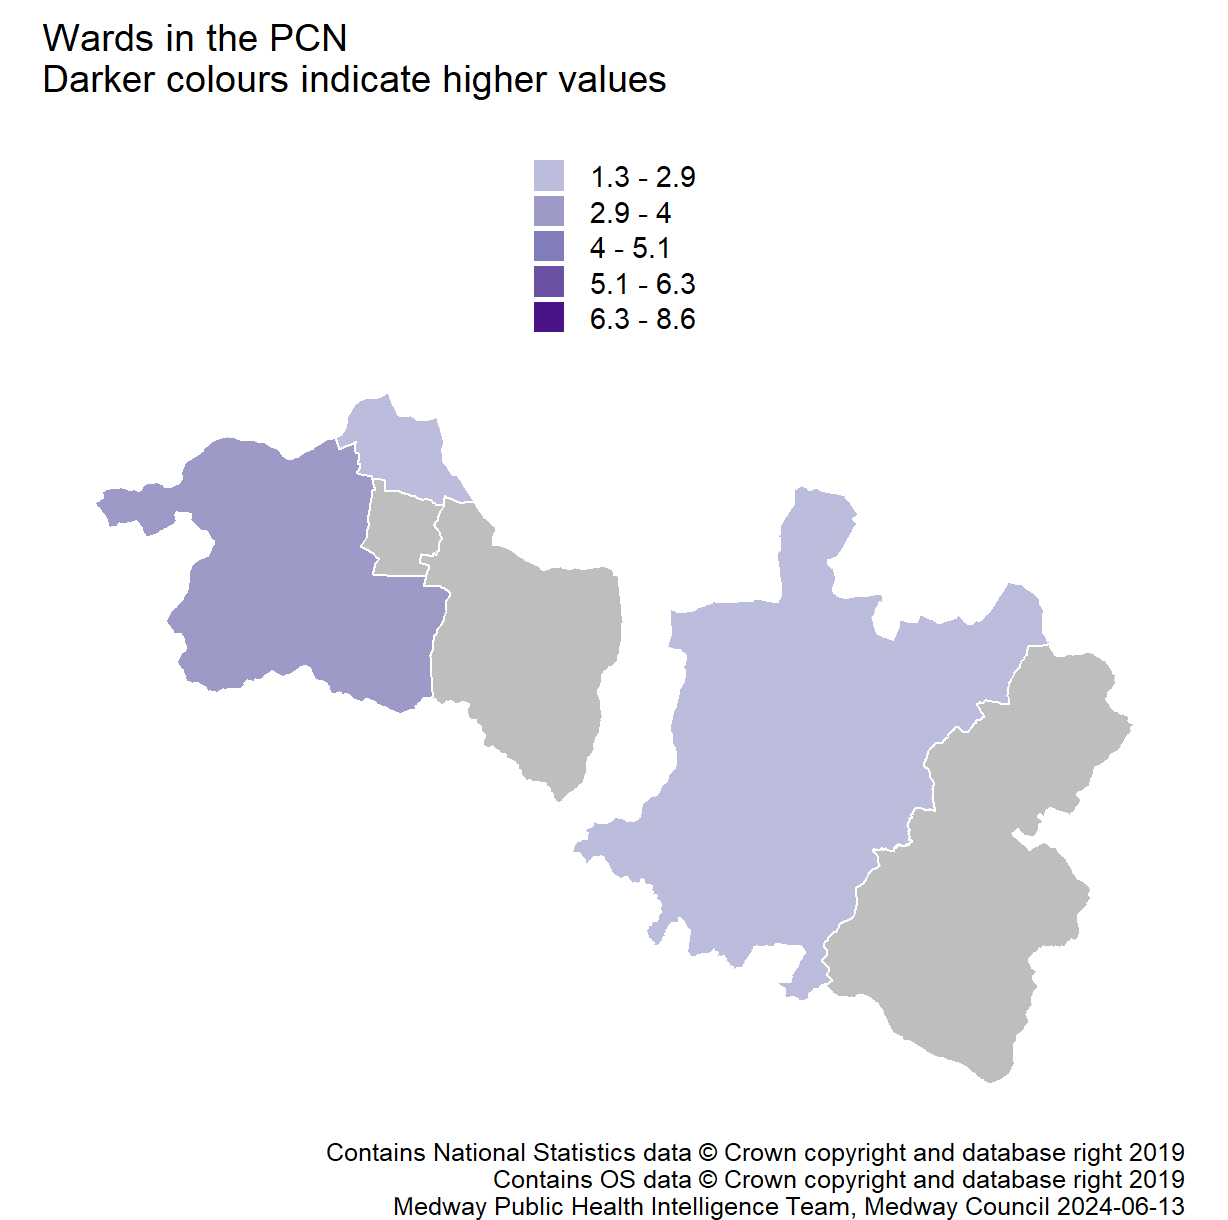 Wards in the PCN
Darker colours indicate higher values
1.3 - 2.9
2.9 - 4
4 - 5.1
5.1 - 6.3
6.3 - 8.6
Contains National Statistics data © Crown copyright and database right 2019
Contains OS data © Crown copyright and database right 2019
Medway Public Health Intelligence Team, Medway Council 2024-06-13